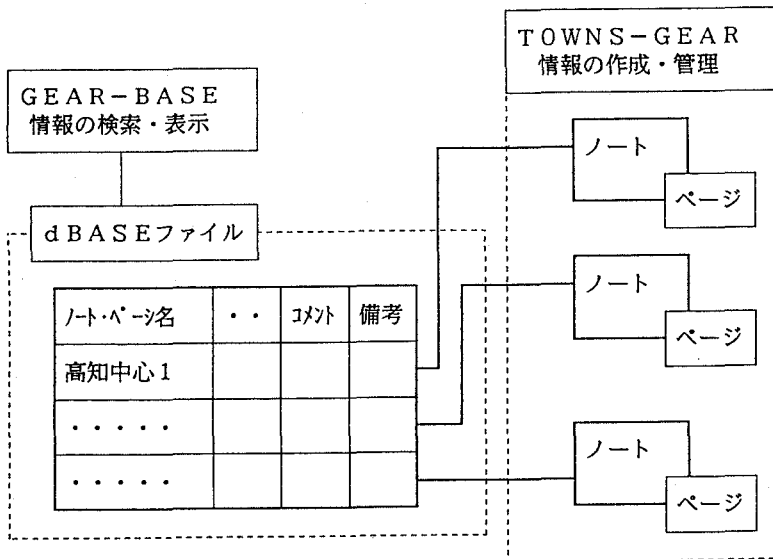 TOWNS-GEAR
情報の作成・管理
GEAR-BASE
情報の検索・表示
dBASEファイル
ﾉｰﾄ･ﾍﾟｰｼﾞ名 ・・ ｺﾒﾝﾄ 備考
高知中心1
・・・・・
・・・・・
ノート
ページ
ノート
ページ
ノート
ページ